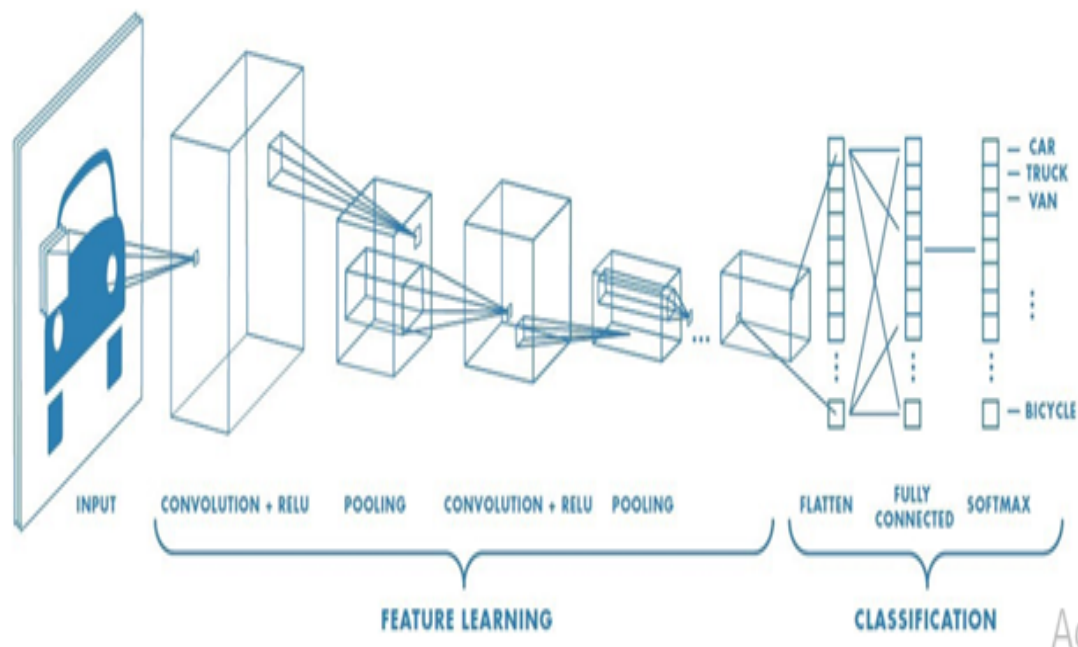 CAR
TRUCK
VAN
BICYCLE
INPUT
CONVOLUTION + RELU
POOLING
CONVOLUTION + RELU
POOLING
FLATTEN
FULLY
CONNECTED
SOFTMAX
FEATURE LEARNING
CLASSIFICATION